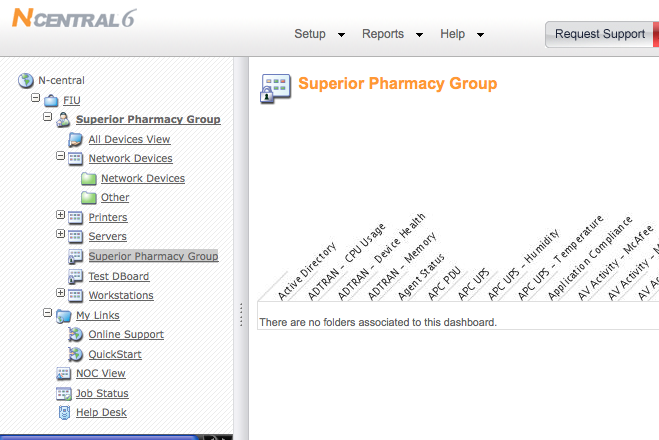 N-CENTRAL 6
Setup Reports Help Request Support
N-central
FIU
Superior Pharmacy Group
All Devices View
Network Devices
Network Devices
Other
Printers
Servers
Superior Pharmacy Group
Test DBoard
Workstations
My Links
Online Support
QuickStart
NOC View
Job Status
Help Desk
Superior Pharmacy Group
Active Directory
ADTRAN - CPU Usage
ADTRAN - Device Health
ADTRAN - Memory
Agent Status
APC PDU
APC UPS
APC UPS - Humidity
APC UPS - Temperature
Application Compliance
AV Activity - McAfee
AV Activity -
There are no folders associated to this dashboard.